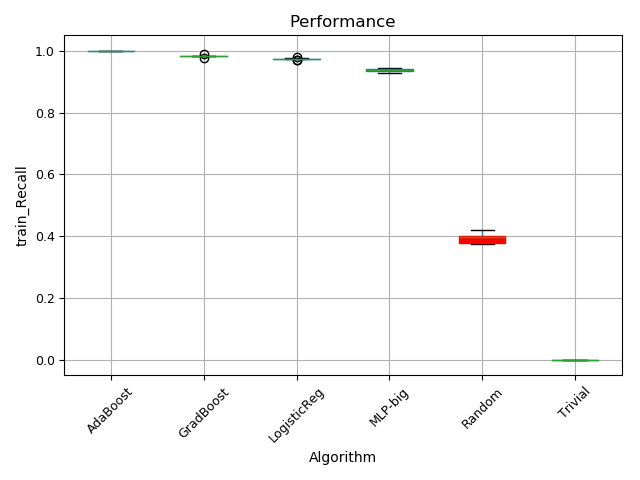 Performance
train_Recall
1.0
0.8
0.6
0.4
0.2
0.0
AdaBoost
GradBoost
LogisticReg
MLP-big
Random
Trivial
Algorithm